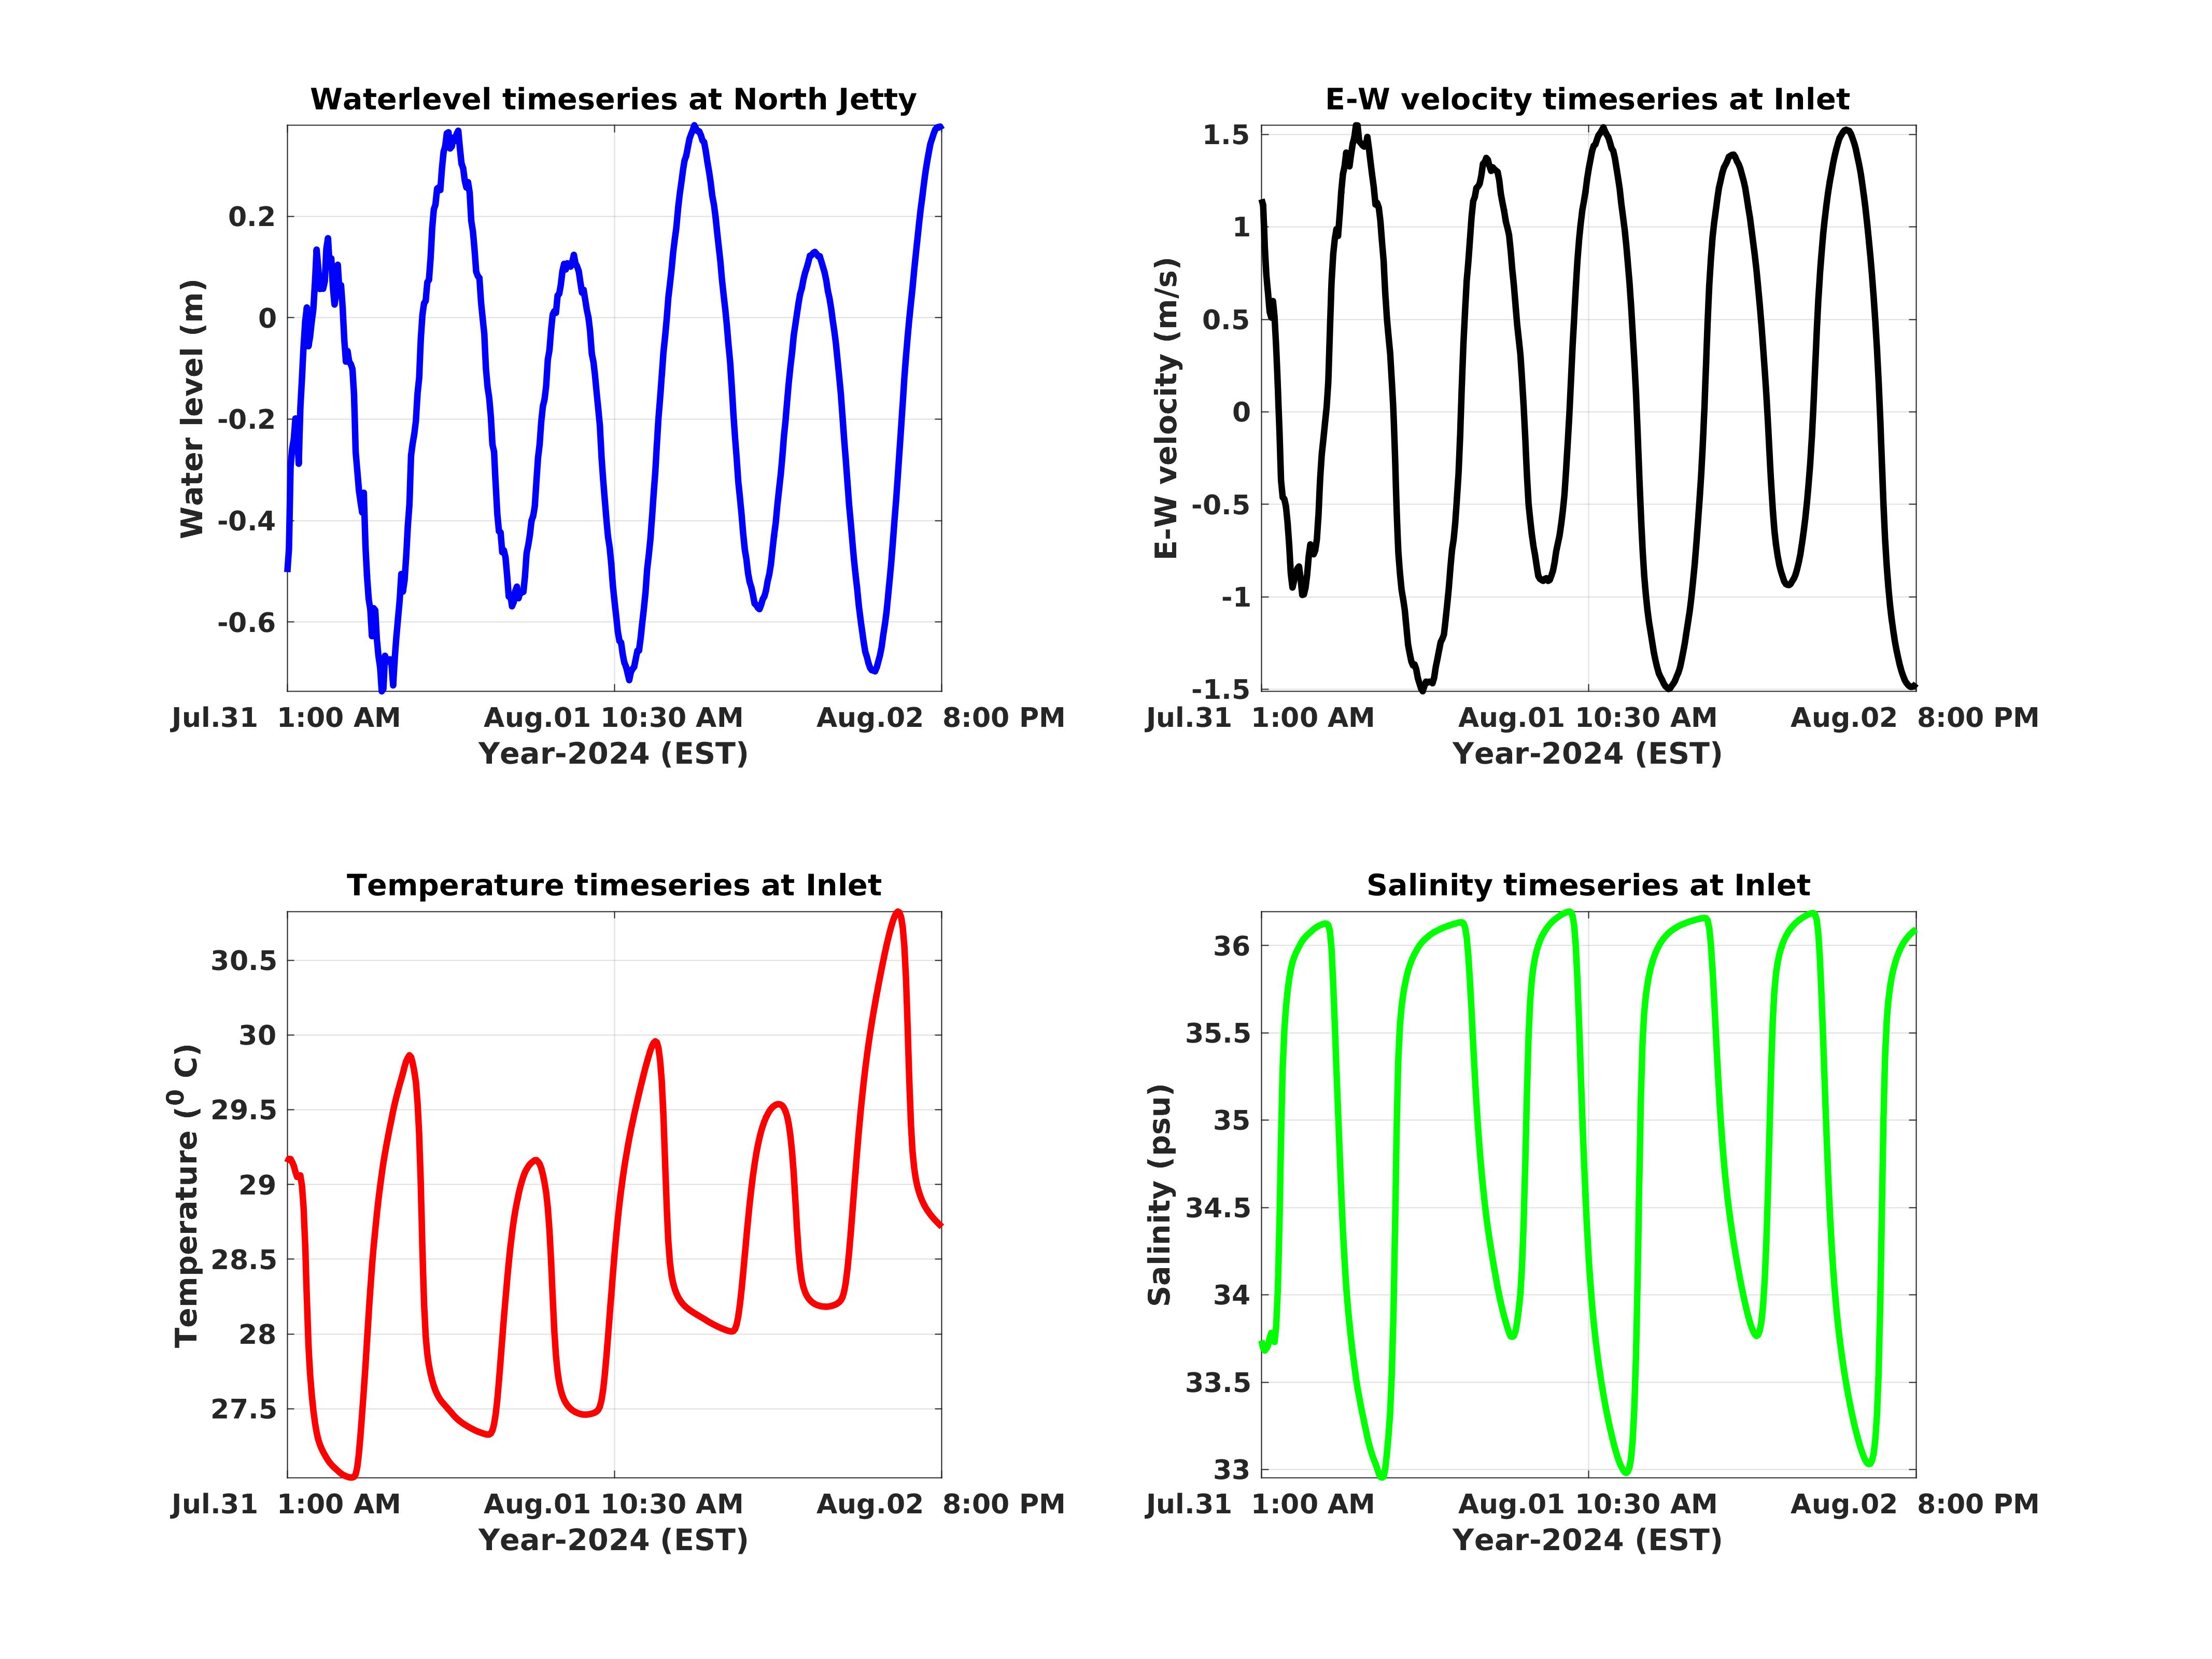 Waterlevel timeseries at North Jetty
Water level (m)
0.2
0
-0.2
-0.4
-0.6
Jul.31 1:00 AM
Aug.01 10:30 AM
Aug.02 8:00 PM
Year-2024 (EST)
E-W velocity timeseries at Inlet
E-W velocity (m/s)
1.5
1
0.5
0
-0.5
-1
-1.5
Jul.31 1:00 AM
Aug.01 10:30 AM
Aug.02 8:00 PM
Year-2024 (EST)
Temperature timeseries at Inlet
Temperature (⁰ C)
30.5
30
29.5
29
28.5
28
27.5
Jul.31 1:00 AM
Aug.01 10:30 AM
Aug.02 8:00 PM
Year-2024 (EST)
Salinity timeseries at Inlet
Salinity (psu)
36
35.5
35
34.5
34
33.5
33
Jul.31 1:00 AM
Aug.01 10:30 AM
Aug.02 8:00 PM
Year-2024 (EST)